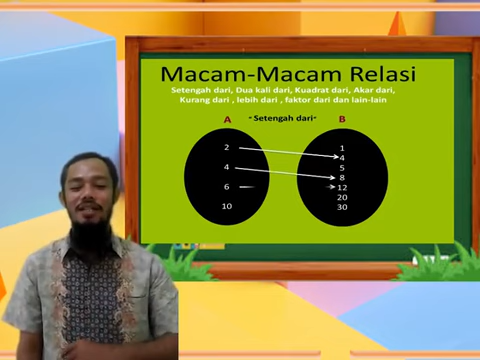 Macam-Macam Relasi
Setengah dari, Dua kali dari, Kuadrat dari, Akar dari,
Kurang dari , lebih dari , faktor dari dan lain-lain
A "Setengah dari" B
2
4
6
10
1
4
5
8
12
20
30